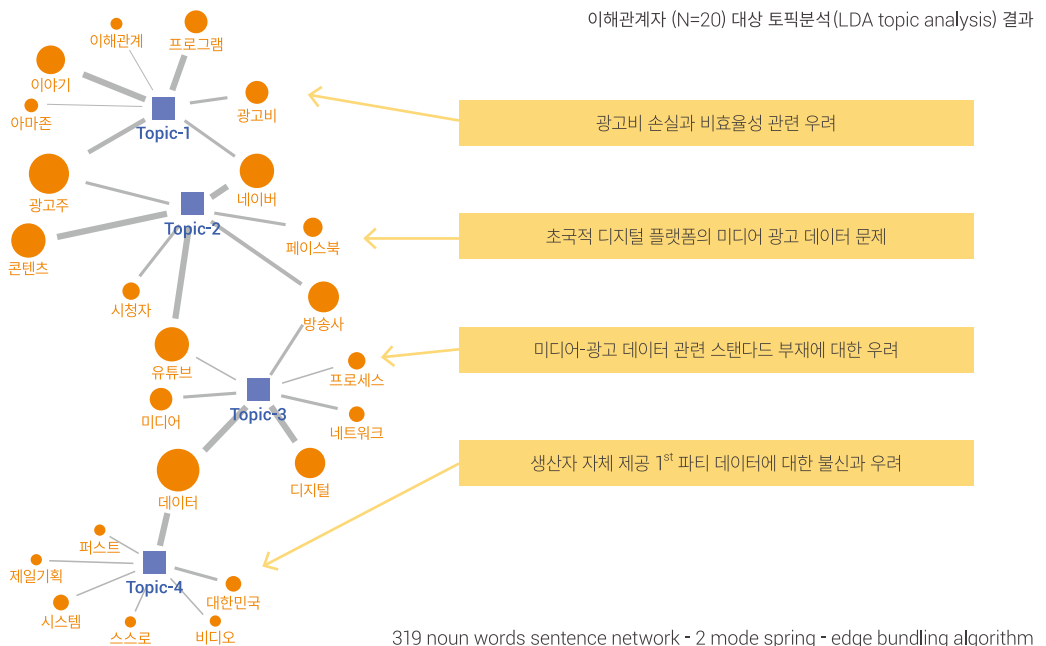 이해관계자 (N=20) 대상 토픽분석(LDA topic analysis) 결과
이해관계
프로그램
이야기
아마존
광고비
Topic-1
광고비 손실과 비효율성 관련 우려
광고주
네이버
Topic-2
콘텐츠
페이스북
초국적 디지털 플랫폼의 미디어 광고 데이터 문제
시청자
방송사
유튜브
프로세스
미디어-광고 데이터 관련 스탠다드 부재에 대한 우려
미디어
Topic-3
네트워크
데이터
디지털
생산자 자체 제공 1st 파티 데이터에 대한 불신과 우려
퍼스트
제일기획
Topic-4
대한민국
시스템
스스로
비디오
319 noun words sentence network - 2 mode spring - edge bundling algorithm